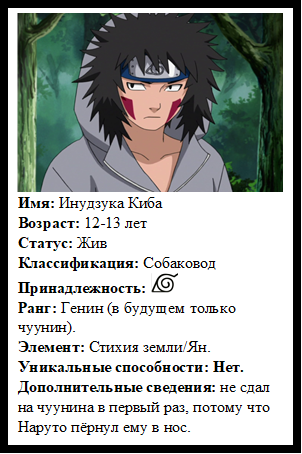 Имя: Инудзука Киба
Возраст: 12-13 лет
Статус: Жив
Классификация: Собаковод
Принадлежность:
Ранг: Генин (в будущем только
чуунин).
Элемент: Стихия земли/Ян.
Уникальные способности: Нет.
Дополнительные сведения: не сдал
на чуунина в первый раз, потому что
Наруто пёрнул ему в нос.